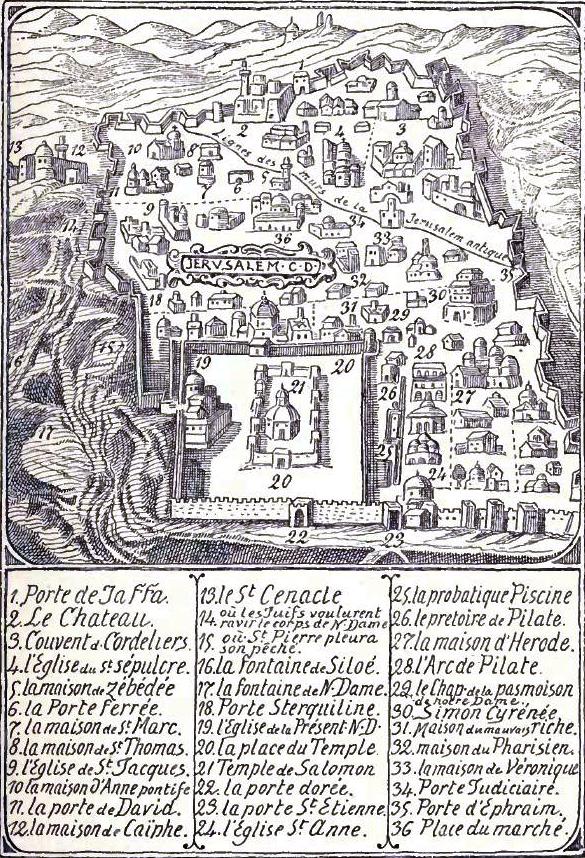 1
2
3
4
Lignes des murs de la Jerusalem antique
13
12
10
8
11
7
6
5
14
9
36
34
33
35
JERUSALEM·C·D·
32
30
18
31
29
16
15
19
20
28
21
26
27
17
25
24
20
22
23
1. Porte de Jaffa.
2. Le Chateau.
3. Couvent d. Cordeliers.
4. l'Église du st sépulcre.
5. la maison de zébédée
6. la Porte ferrée.
7. la maison de st Marc.
8. la maison de st Thomas.
9. l'Église de St. Jacques.
10 la maison d'Anne pontife
11. la porte de David.
12. la maison de Caïphe.
13. le St Cenacle
14. où les Juifs voulurent
ravir le corps de N. Dame
15. où St Pierre pleura
son péche.
16. la fontaine de Siloé.
17. la fontaine de N. Dame.
18. Porte Sterquiline.
19. l'Église de la Présent. N·D·
20. la place du Temple.
21 Temple de Salomon
22. la porte dorée.
23. la porte St Etienne
24. l'église St Anne.
25. la probatique Piscine
26. le pretoire de Pilate.
27. la maison d'Herode.
28. l'Arc de Pilate.
29. le Chap. de la pasmoison
de notre Dame.
30. Simon Cyrénée.
31. Maison du mauvais riche.
32. maison du Pharisien.
33. la maison de Véronique
34. Porte Judiciaire.
35. Porte d'Ephraim.
36 Place du marché.